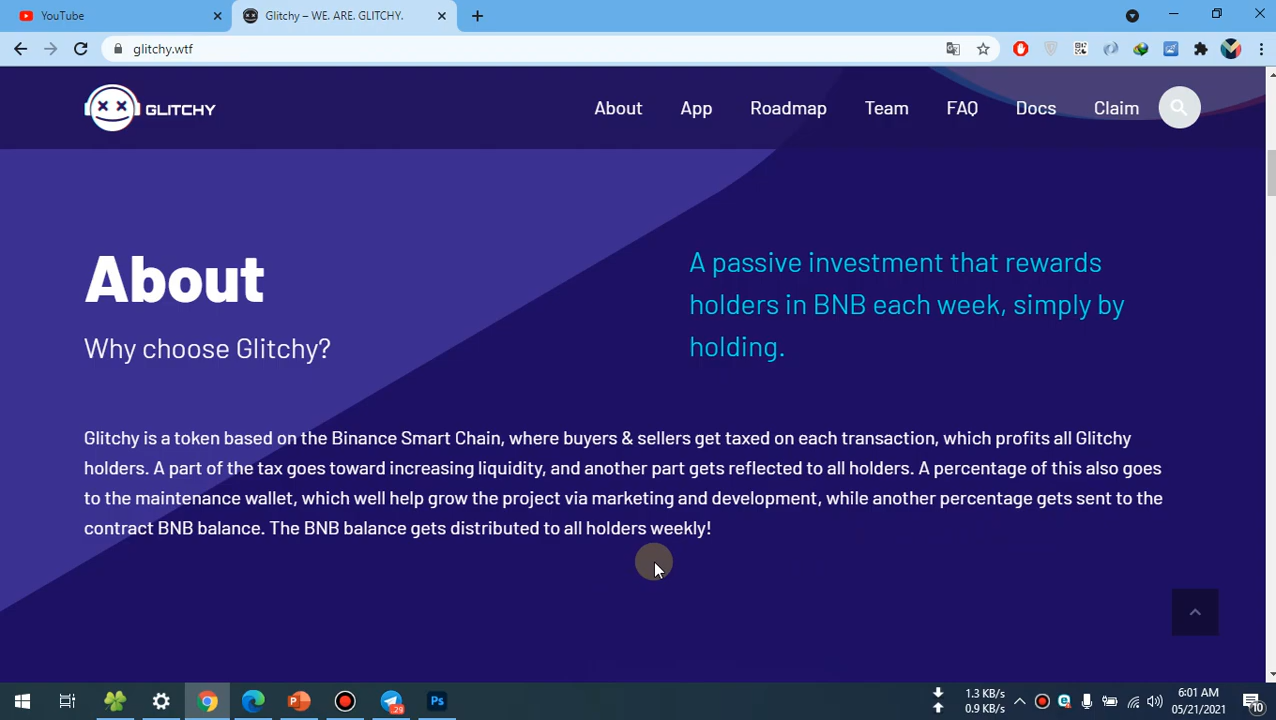 YouTube
Glitchy – WE. ARE. GLITCHY.
glitchy.wtf
GLITCHY
About
App
Roadmap
Team
FAQ
Docs
Claim
About
Why choose Glitchy?
A passive investment that rewards
holders in BNB each week, simply by
holding.
Glitchy is a token based on the Binance Smart Chain, where buyers & sellers get taxed on each transaction, which profits all Glitchy
holders. A part of the tax goes toward increasing liquidity, and another part gets reflected to all holders. A percentage of this also goes
to the maintenance wallet, which well help grow the project via marketing and development, while another percentage gets sent to the
contract BNB balance. The BNB balance gets distributed to all holders weekly!
P
29
Ps
1.3 KB/s
0.9 KB/s
6:01 AM
05/21/2021
10